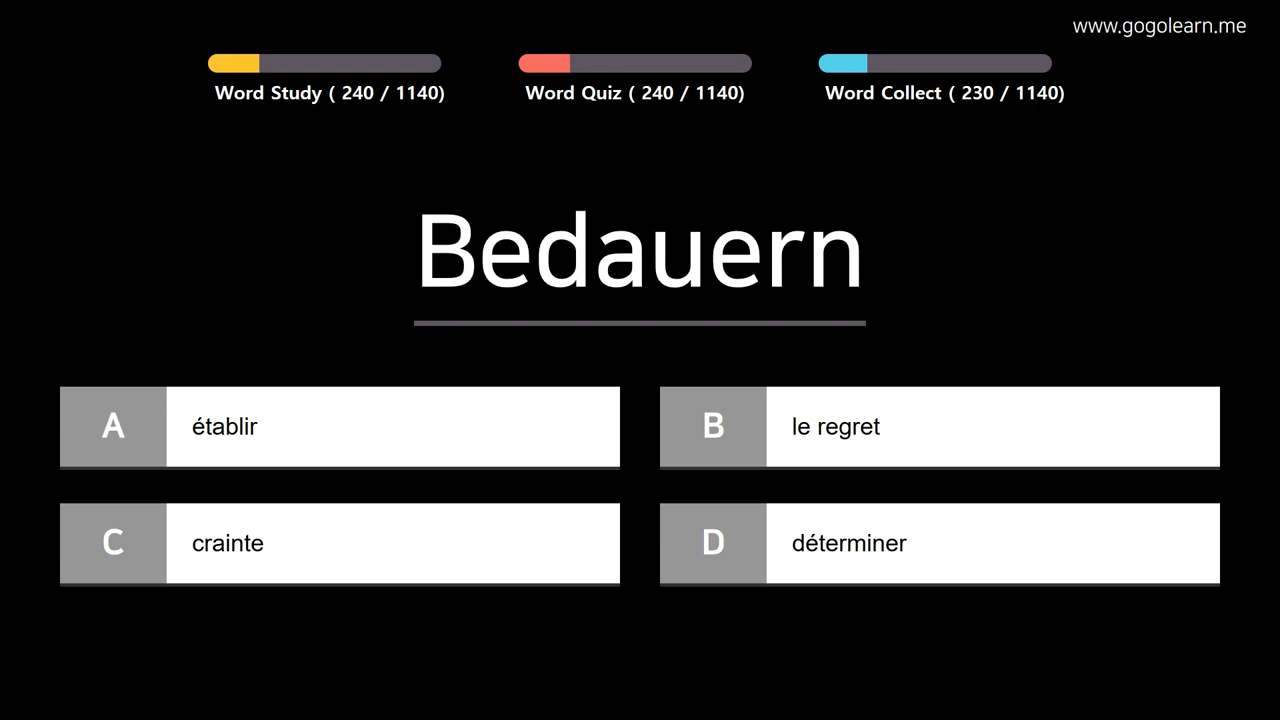 www.gogolearn.me
Word Study ( 240 / 1140)
Word Quiz ( 240 / 1140)
Word Collect ( 230 / 1140)
Bedauern
A établir
B le regret
C crainte
D déterminer